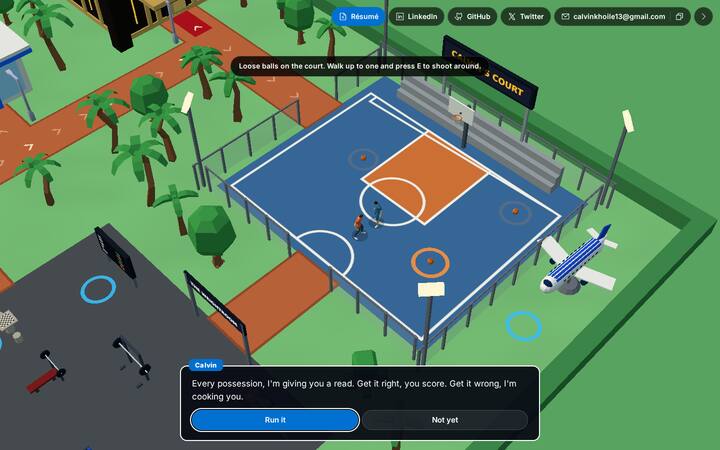 Résumé
LinkedIn
GitHub
Twitter
calvinkhoile13@gmail.com
Loose balls on the court. Walk up to one and press E to shoot around.
COURT
Calvin
Every possession, I'm giving you a read. Get it right, you score. Get it wrong, I'm
cooking you.
Run it
Not yet